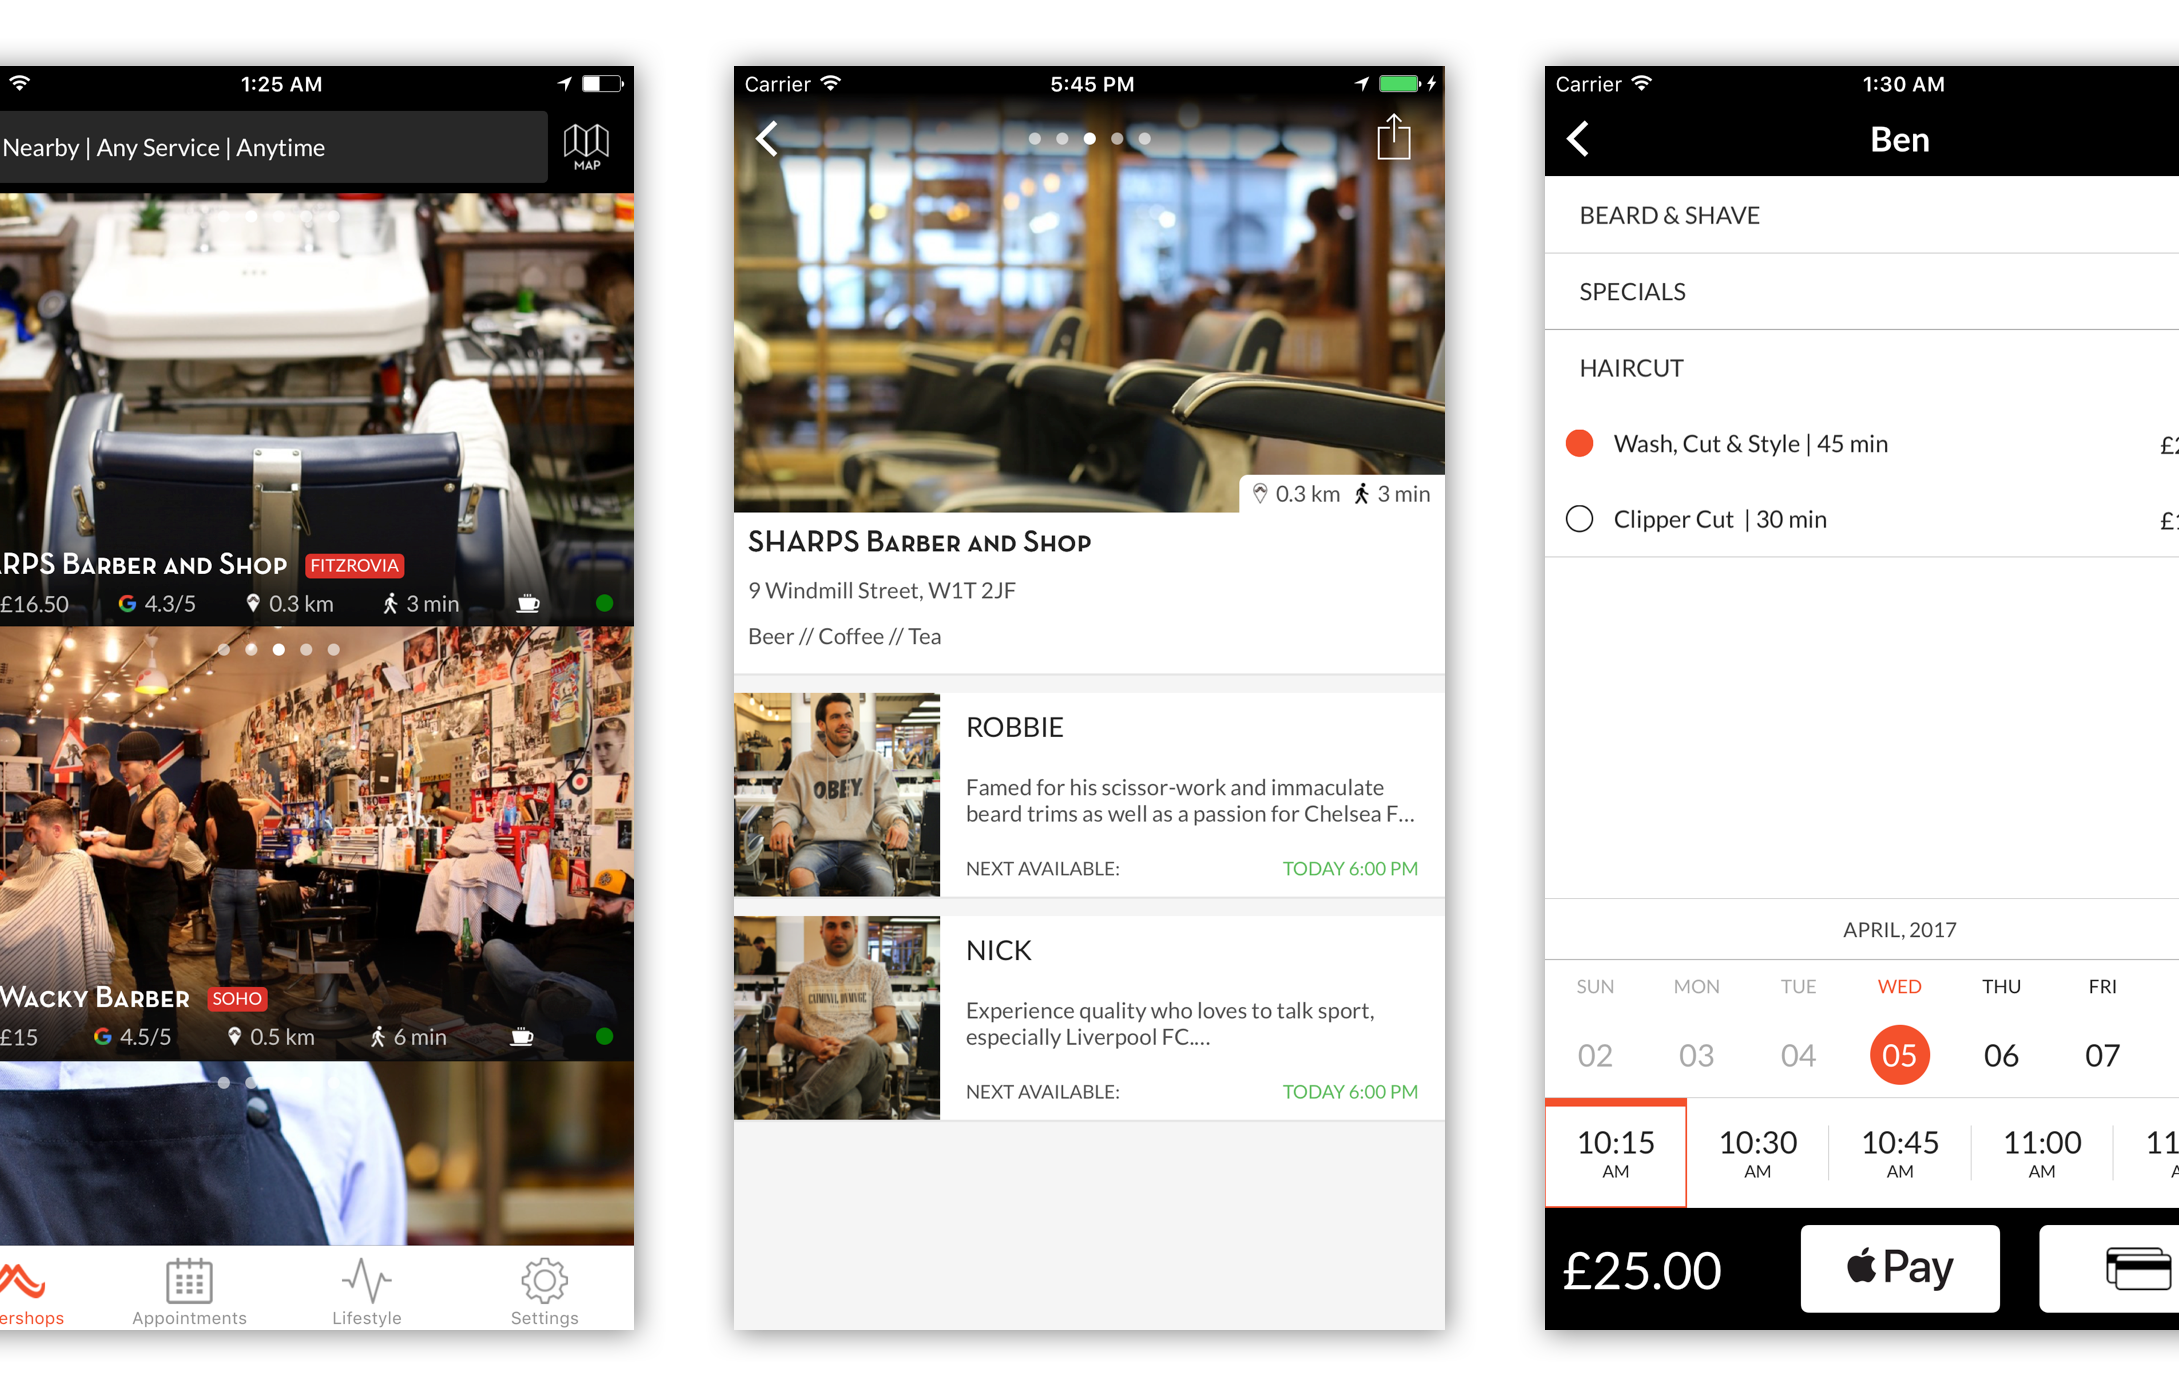 1:25 AM
Nearby | Any Service | Anytime
MAP
RPS BARBER AND SHOP FITZROVIA
£16.50 G 4.3/5 0.3 km 3 min
WACKY BARBER SOHO
£15 G 4.5/5 0.5 km 6 min
ershops Appointments Lifestyle Settings
Carrier 5:45 PM
0.3 km 3 min
SHARPS BARBER AND SHOP
9 Windmill Street, W1T 2JF
Beer // Coffee // Tea
OBEY.
ROBBIE
Famed for his scissor-work and immaculate
beard trims as well as a passion for Chelsea F...
NEXT AVAILABLE: TODAY 6:00 PM
CRIMINAL DAMAGE
NICK
Experience quality who loves to talk sport,
especially Liverpool FC....
NEXT AVAILABLE: TODAY 6:00 PM
Carrier 1:30 AM
Ben
BEARD & SHAVE
SPECIALS
HAIRCUT
Wash, Cut & Style | 45 min £2
Clipper Cut | 30 min £1
APRIL, 2017
SUN MON TUE WED THU FRI
02 03 04 05 06 07
10:15 10:30 10:45 11:00 11
AM AM AM AM A
£25.00 Pay